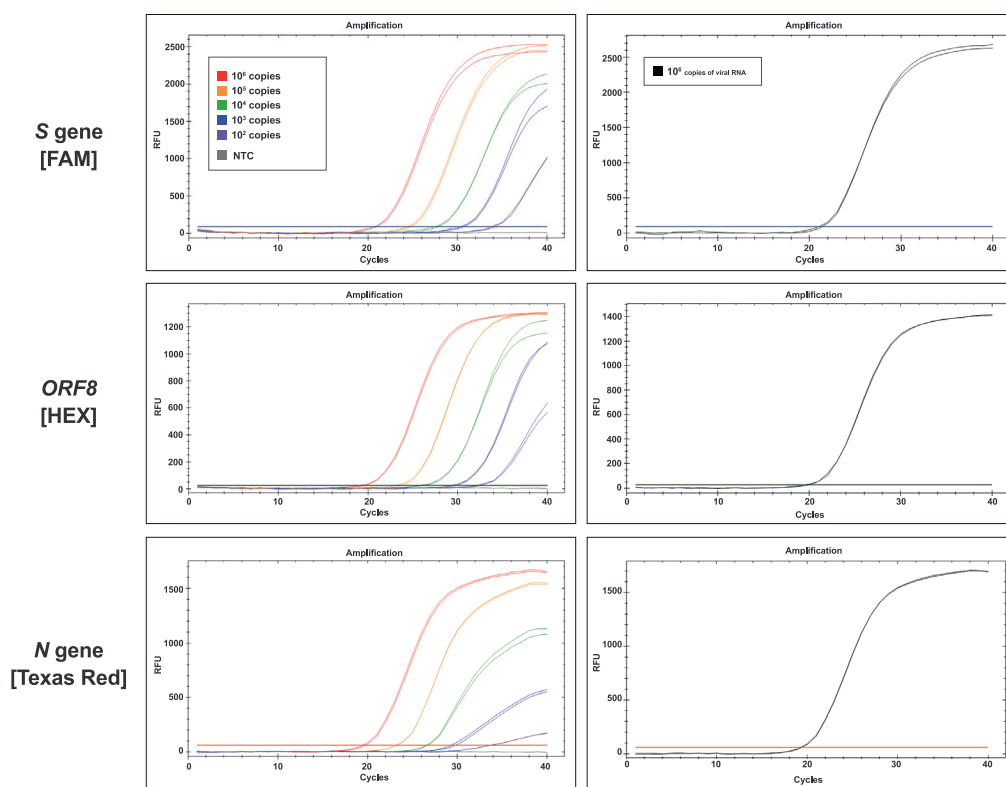 Amplification
Amplification
S gene
[FAM]
RFU
2500
2000
1500
1000
500
0
0
10
20
30
40
Cycles
10⁶ copies
10⁵ copies
10⁴ copies
10³ copies
10² copies
NTC
RFU
2500
2000
1500
1000
500
0
0
10
20
30
40
Cycles
10⁶ copies of viral RNA
Amplification
Amplification
ORF8
[HEX]
RFU
1200
1000
800
600
400
200
0
0
10
20
30
40
Cycles
RFU
1400
1200
1000
800
600
400
200
0
0
10
20
30
40
Cycles
Amplification
Amplification
N gene
[Texas Red]
RFU
1500
1000
500
0
0
10
20
30
40
Cycles
RFU
1500
1000
500
0
0
10
20
30
40
Cycles